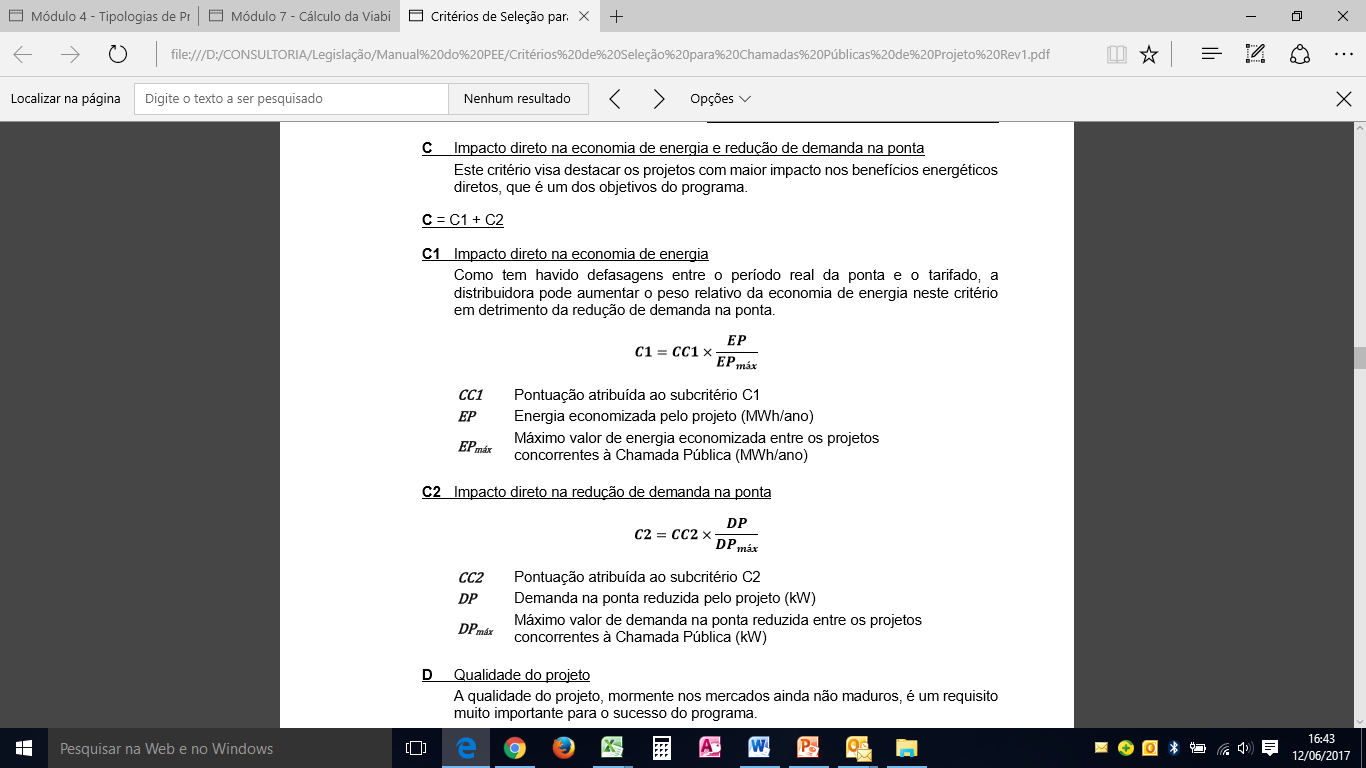 Módulo 4 - Tipologias de Pr
Módulo 7 - Cálculo da Viabi
Critérios de Seleção para
file:///D:/CONSULTORIA/Legislação/Manual%20do%20PEE/Critérios%20de%20Seleção%20para%20Chamadas%20Públicas%20de%20Projeto%20Rev1.pdf
Localizar na página
Digite o texto a ser pesquisado
Nenhum resultado
Opções
C Impacto direto na economia de energia e redução de demanda na ponta
Este critério visa destacar os projetos com maior impacto nos benefícios energéticos
diretos, que é um dos objetivos do programa.
C = C1 + C2
C1 Impacto direto na economia de energia
Como tem havido defasagens entre o período real da ponta e o tarifado, a
distribuidora pode aumentar o peso relativo da economia de energia neste critério
em detrimento da redução de demanda na ponta.
C1 = CC1 × EP / EPmáx
CC1 Pontuação atribuída ao subcritério C1
EP Energia economizada pelo projeto (MWh/ano)
EPmáx Máximo valor de energia economizada entre os projetos
concorrentes à Chamada Pública (MWh/ano)
C2 Impacto direto na redução de demanda na ponta
C2 = CC2 × DP / DPmáx
CC2 Pontuação atribuída ao subcritério C2
DP Demanda na ponta reduzida pelo projeto (kW)
DPmáx Máximo valor de demanda na ponta reduzida entre os projetos
concorrentes à Chamada Pública (kW)
D Qualidade do projeto
A qualidade do projeto, mormente nos mercados ainda não maduros, é um requisito
muito importante para o sucesso do programa.
Pesquisar na Web e no Windows
16:43
12/06/2017